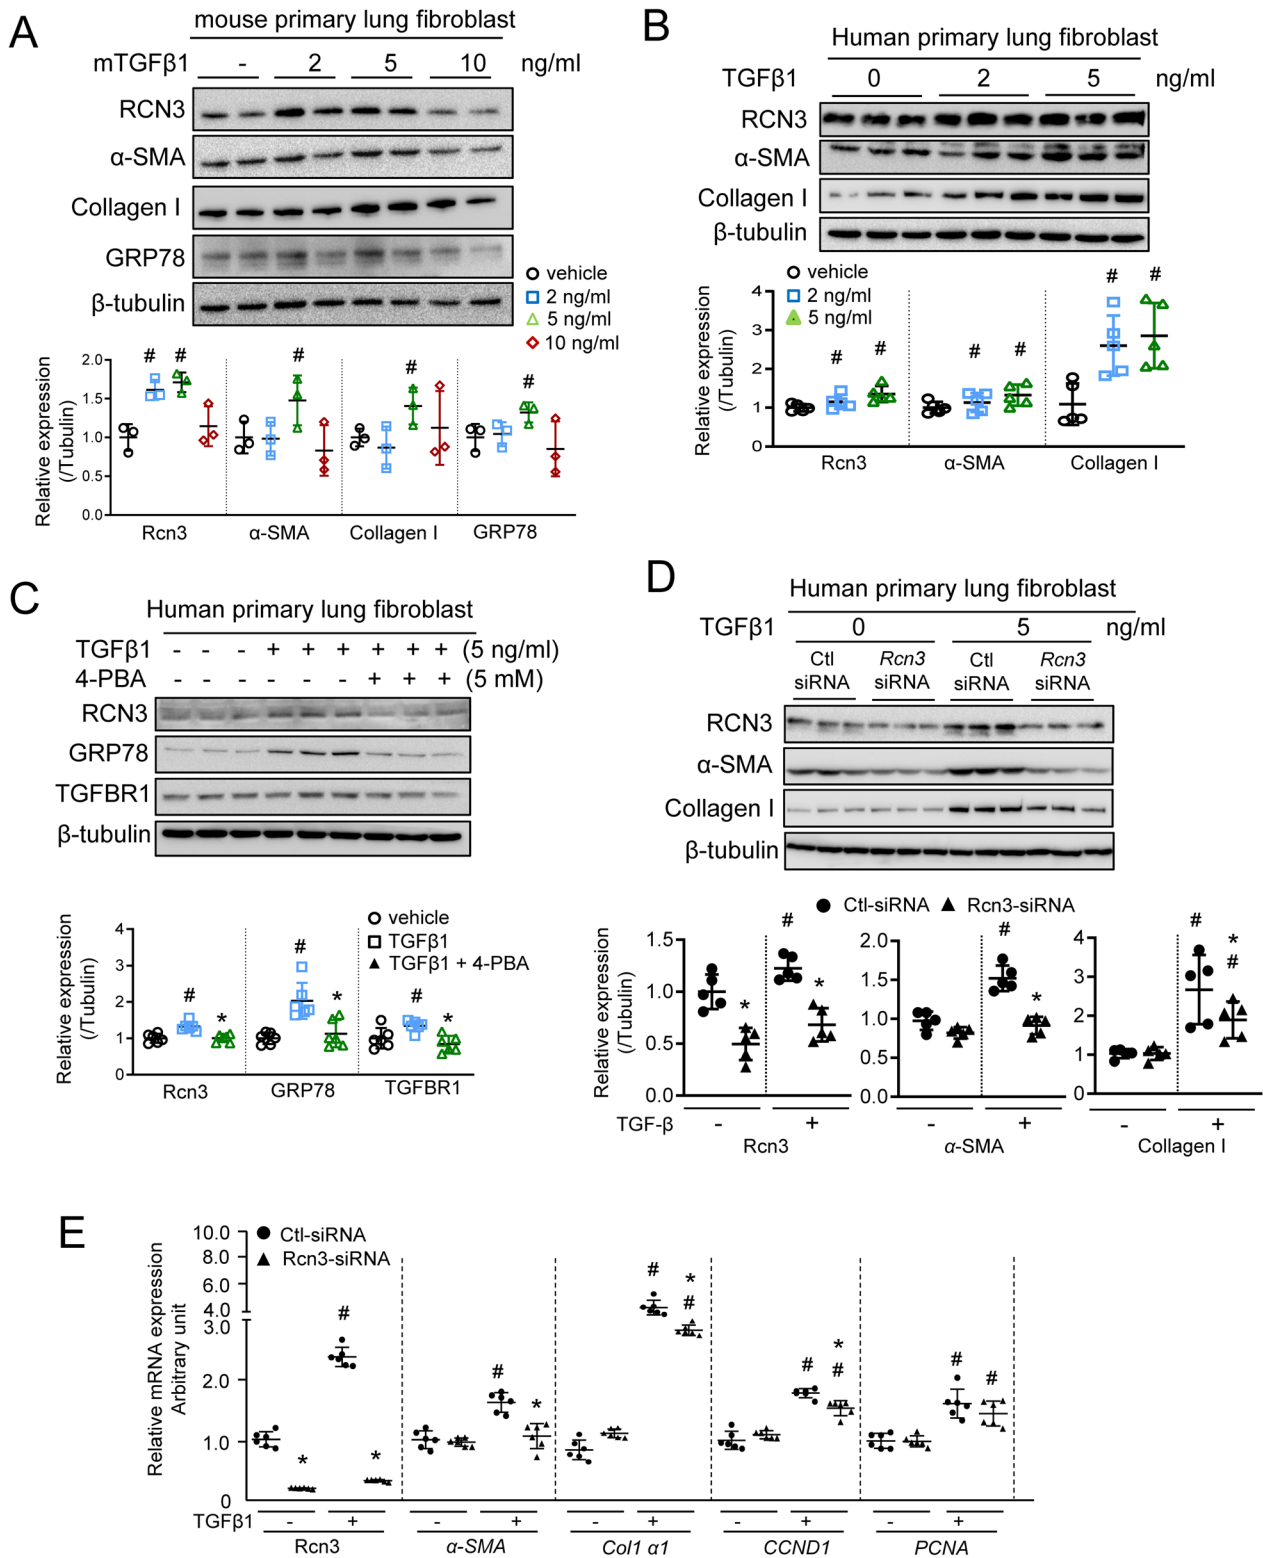 A
mouse primary lung fibroblast
mTGFβ1 - 2 5 10 ng/ml
RCN3
α-SMA
Collagen I
GRP78
β-tubulin
vehicle
2 ng/ml
5 ng/ml
10 ng/ml
Relative expression
(/Tubulin)
2.0
1.5
1.0
0.5
0.0
# # # # #
Rcn3 α-SMA Collagen I GRP78
B
Human primary lung fibroblast
TGFβ1 0 2 5 ng/ml
RCN3
α-SMA
Collagen I
β-tubulin
vehicle
2 ng/ml
5 ng/ml
Relative expression
(/Tubulin)
4
3
2
1
0
# # # # # #
Rcn3 α-SMA Collagen I
C
Human primary lung fibroblast
TGFβ1 - - - + + + + + + (5 ng/ml)
4-PBA - - - - - - + + + (5 mM)
RCN3
GRP78
TGFBR1
β-tubulin
vehicle
TGFβ1
TGFβ1 + 4-PBA
Relative expression
(/Tubulin)
4
3
2
1
0
# * # * # *
Rcn3 GRP78 TGFBR1
D
Human primary lung fibroblast
TGFβ1 0 5 ng/ml
Ctl Rcn3 Ctl Rcn3
siRNA siRNA siRNA siRNA
RCN3
α-SMA
Collagen I
β-tubulin
Ctl-siRNA Rcn3-siRNA
Relative expression
(/Tubulin)
1.5
1.0
0.5
0.0
* # *
2.0
1.5
1.0
0.5
0.0
# *
4
3
2
1
0
# *
#
TGF-β - + - + - +
Rcn3 α-SMA Collagen I
E
Ctl-siRNA
Rcn3-siRNA
Relative mRNA expression
Arbitrary unit
10.0
8.0
6.0
4.0
3.0
2.0
1.0
0
* # *
# *
# *
#
# *
#
# #
TGFβ1 - + - + - + - + - +
Rcn3 α-SMA Col1 α1 CCND1 PCNA